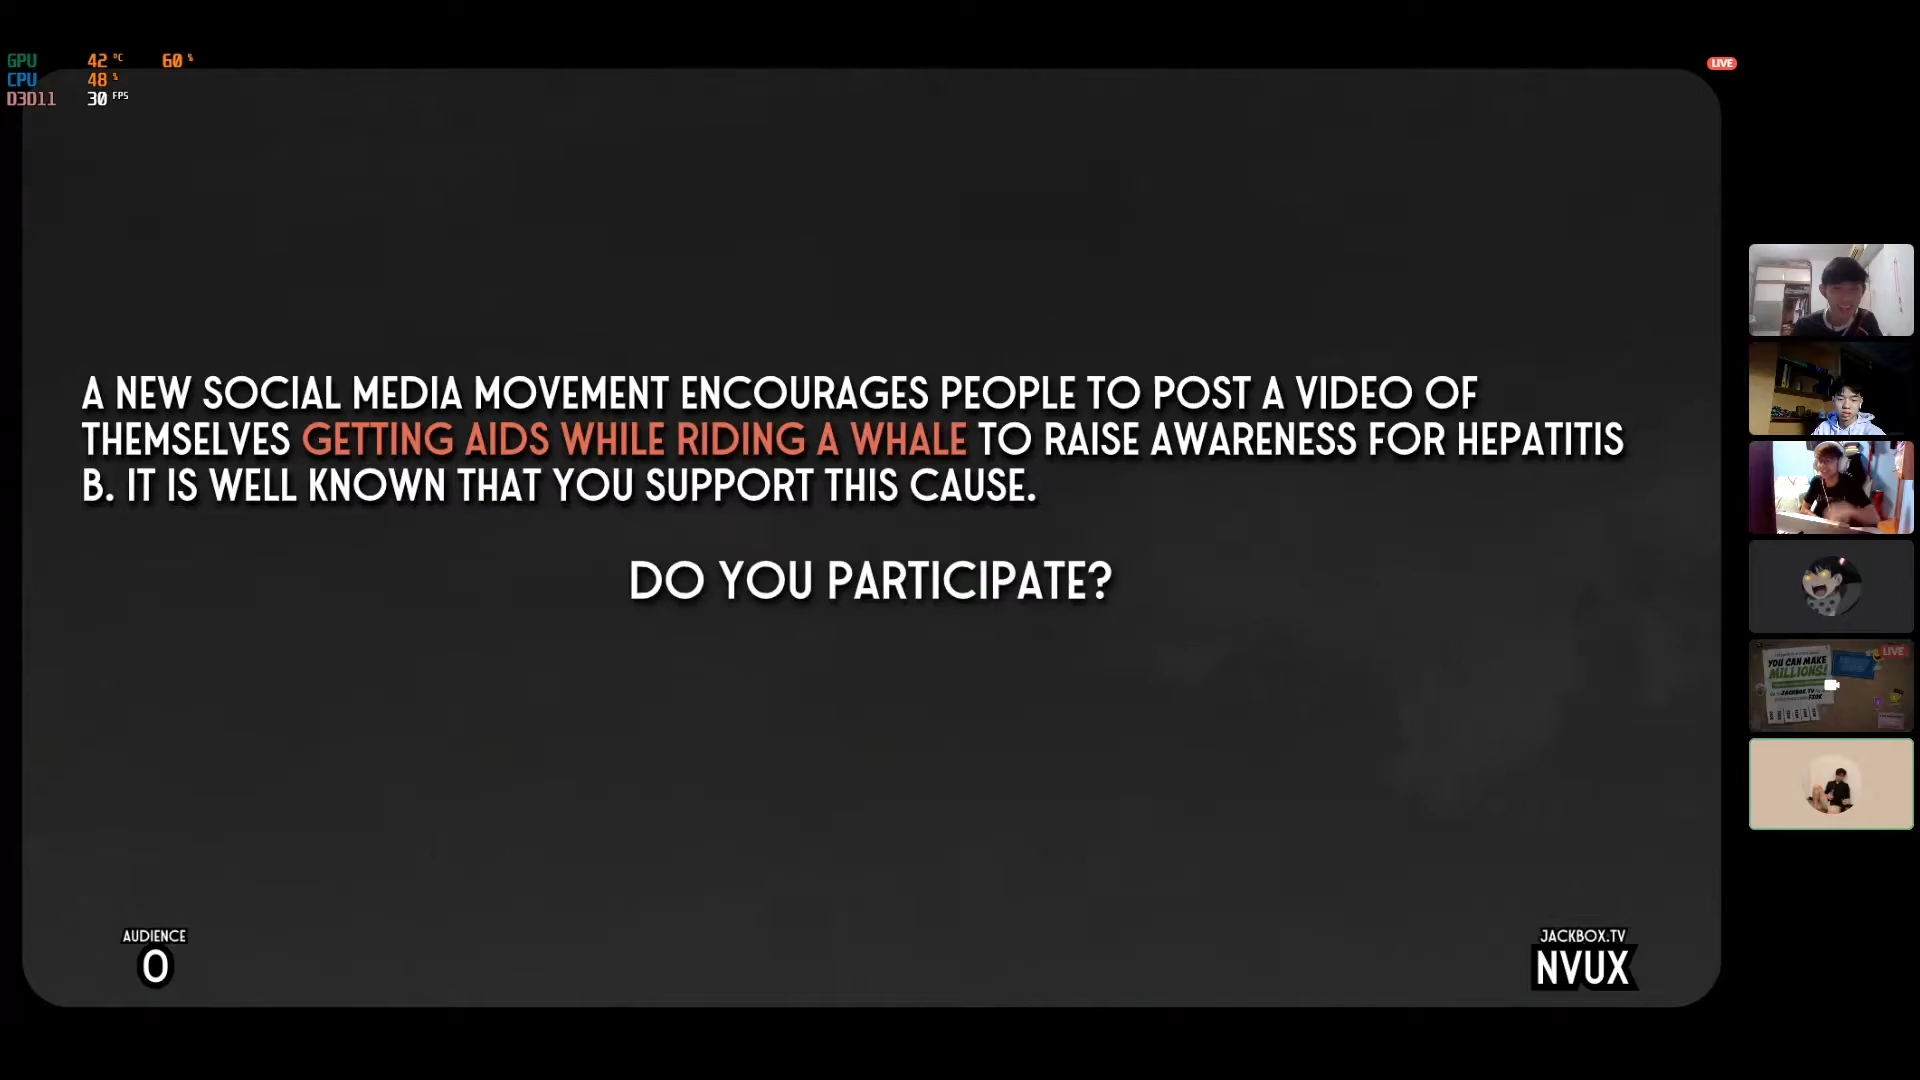 GPU 42 °C 60 %
CPU 48 %
D3D11 30 FPS
LIVE
A NEW SOCIAL MEDIA MOVEMENT ENCOURAGES PEOPLE TO POST A VIDEO OF
THEMSELVES GETTING AIDS WHILE RIDING A WHALE TO RAISE AWARENESS FOR HEPATITIS
B. IT IS WELL KNOWN THAT YOU SUPPORT THIS CAUSE.
DO YOU PARTICIPATE?
LIVE
YOU CAN MAKE
MILLIONS!
AUDIENCE
0
JACKBOX.TV
NVUX